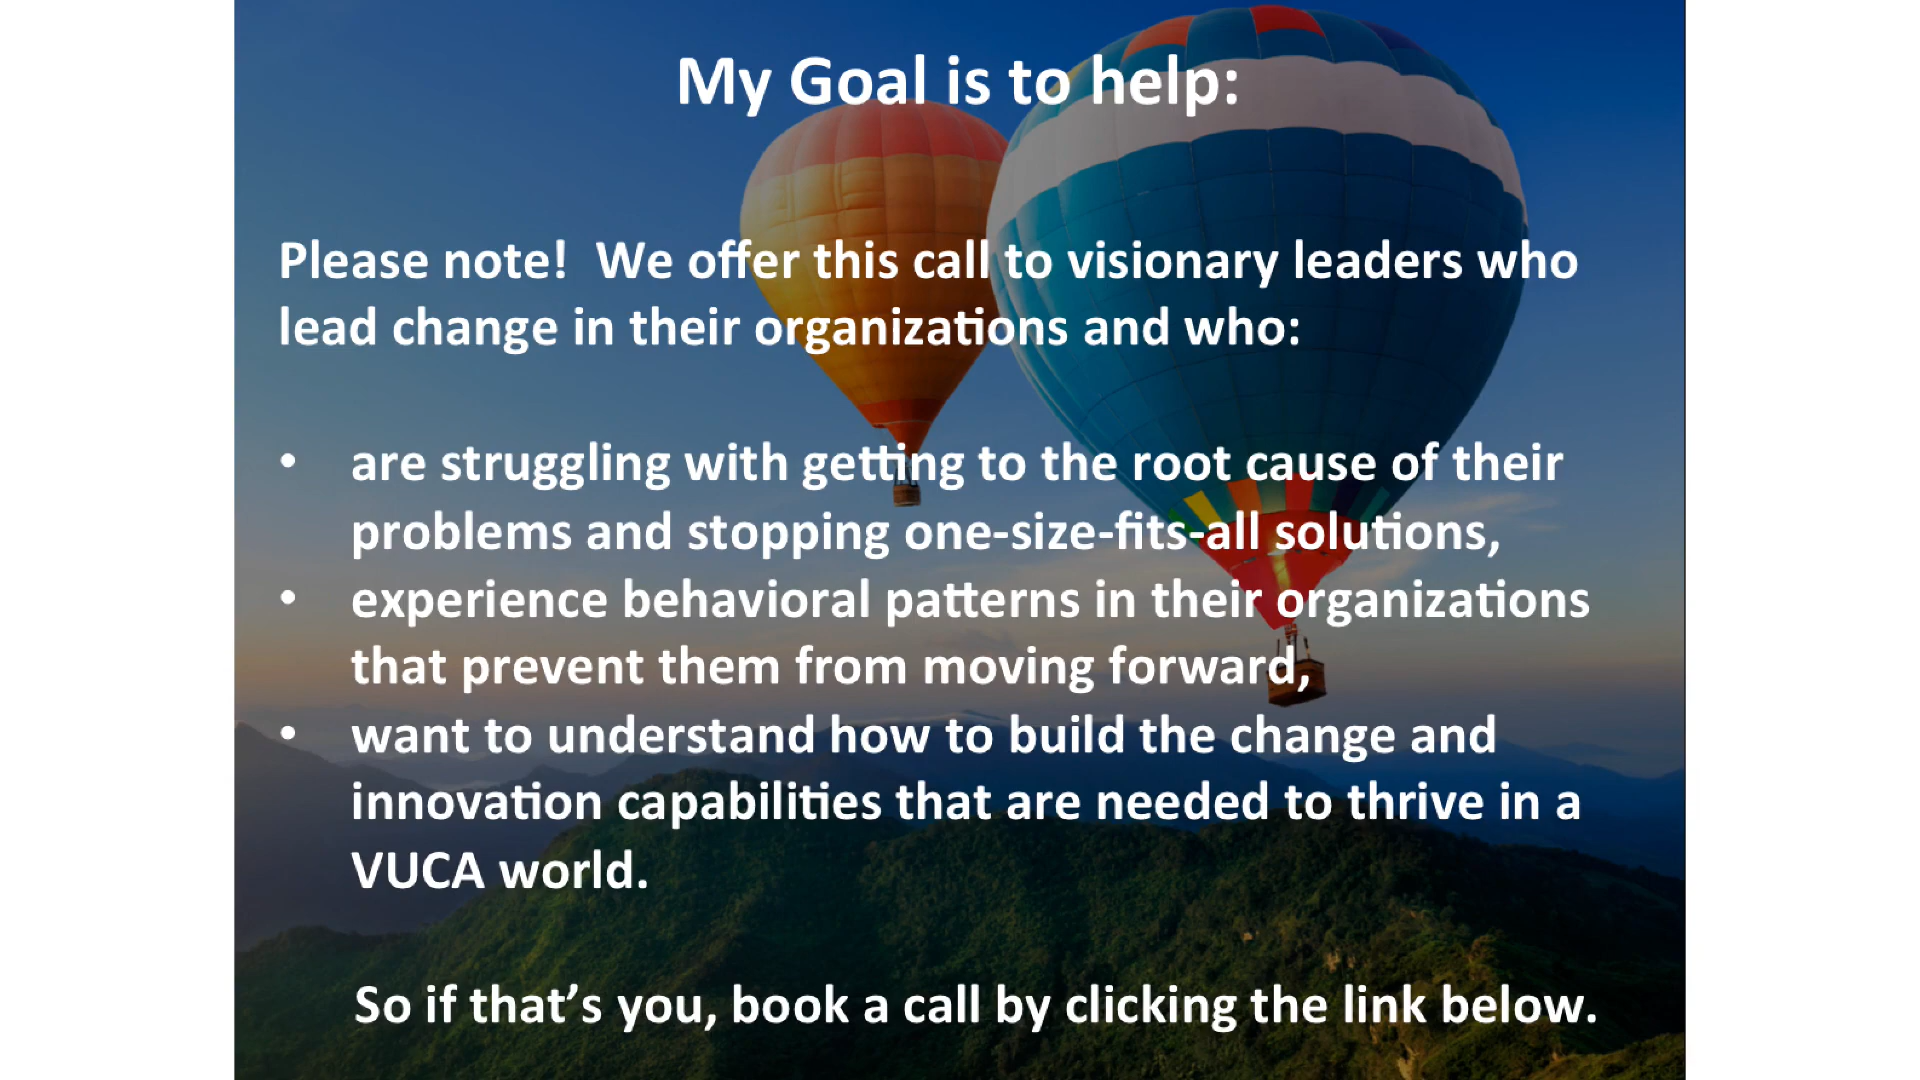 My Goal is to help:
Please note!  We offer this call to visionary leaders who
lead change in their organizations and who:
• are struggling with getting to the root cause of their
problems and stopping one-size-fits-all solutions,
• experience behavioral patterns in their organizations
that prevent them from moving forward,
• want to understand how to build the change and
innovation capabilities that are needed to thrive in a
VUCA world.
So if that’s you, book a call by clicking the link below.